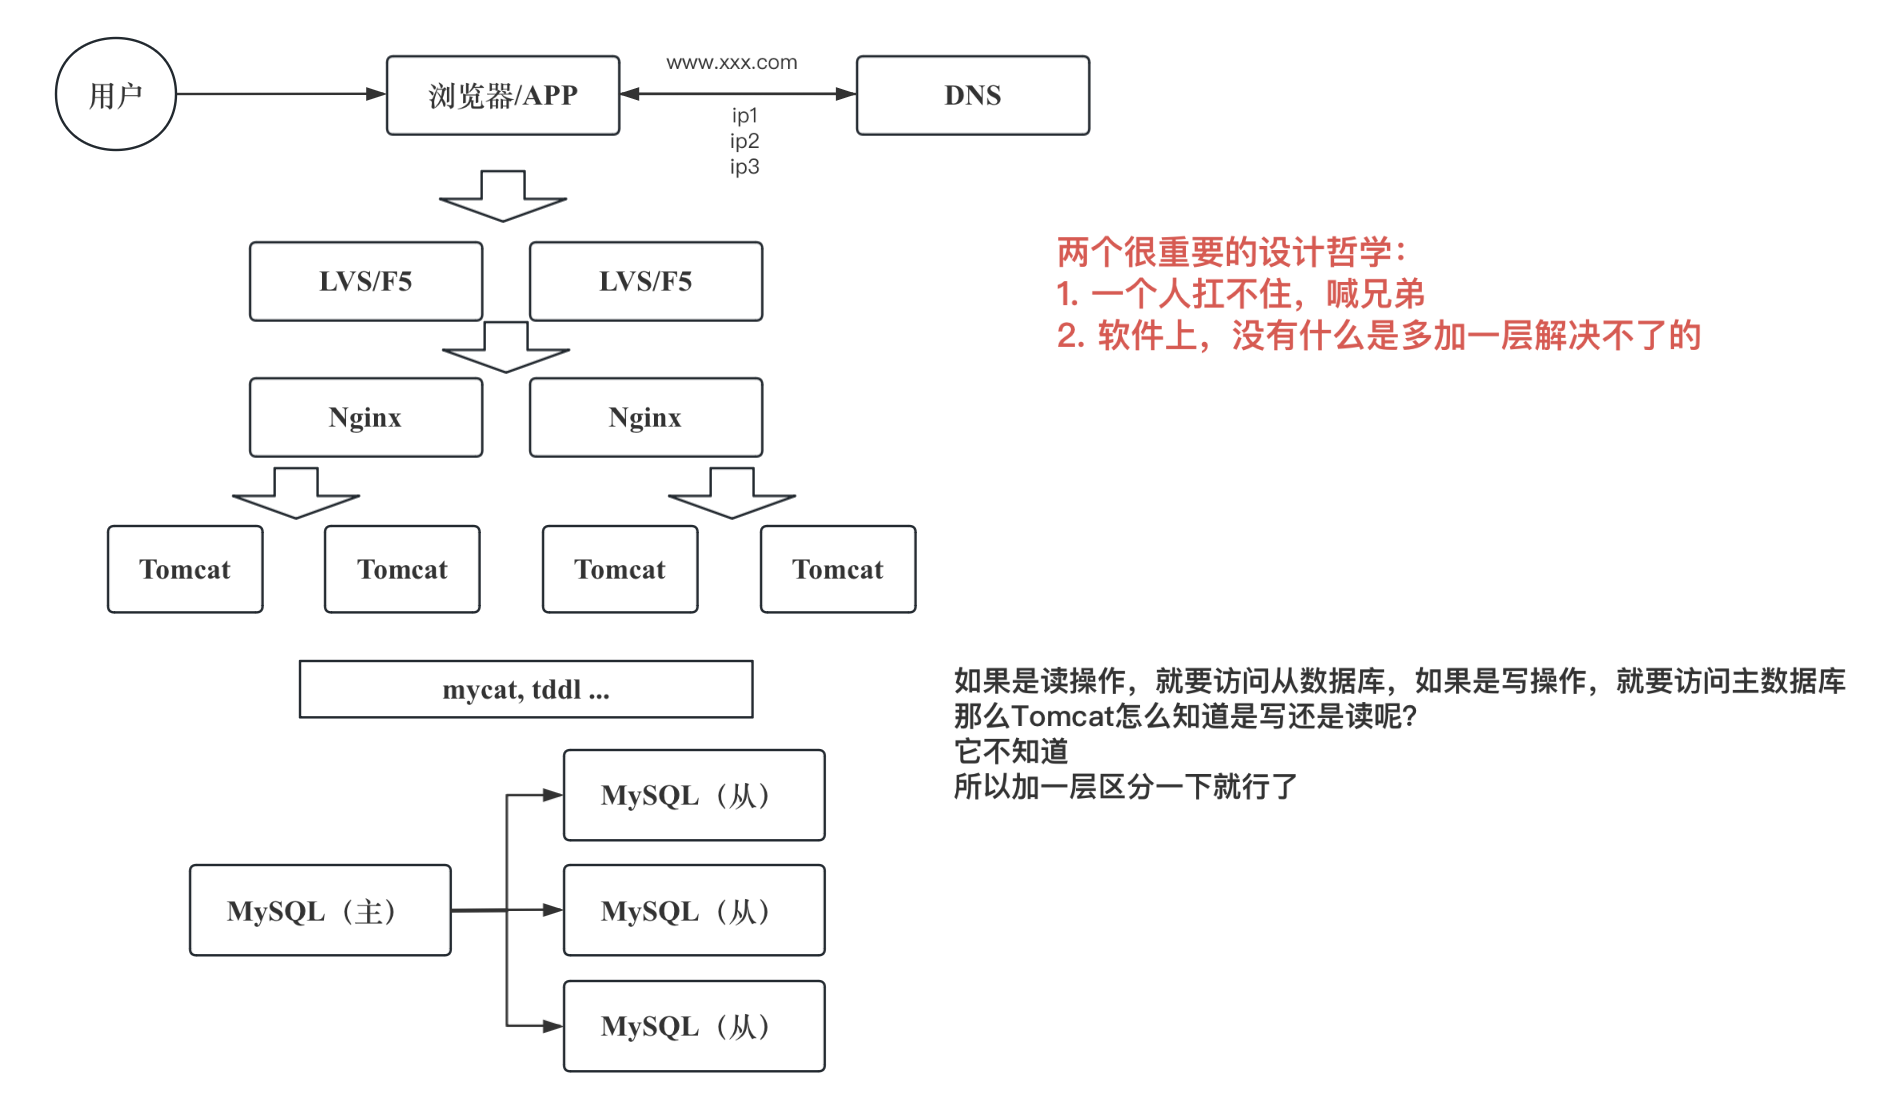 用户
浏览器/APP
www.xxx.com
ip1
ip2
ip3
DNS
LVS/F5
LVS/F5
两个很重要的设计哲学：
1. 一个人扛不住，喊兄弟
2. 软件上，没有什么是多加一层解决不了的
Nginx
Nginx
Tomcat
Tomcat
Tomcat
Tomcat
mycat, tddl ...
如果是读操作，就要访问从数据库，如果是写操作，就要访问主数据库
那么Tomcat怎么知道是写还是读呢？
它不知道
所以加一层区分一下就行了
MySQL（从）
MySQL（主）
MySQL（从）
MySQL（从）